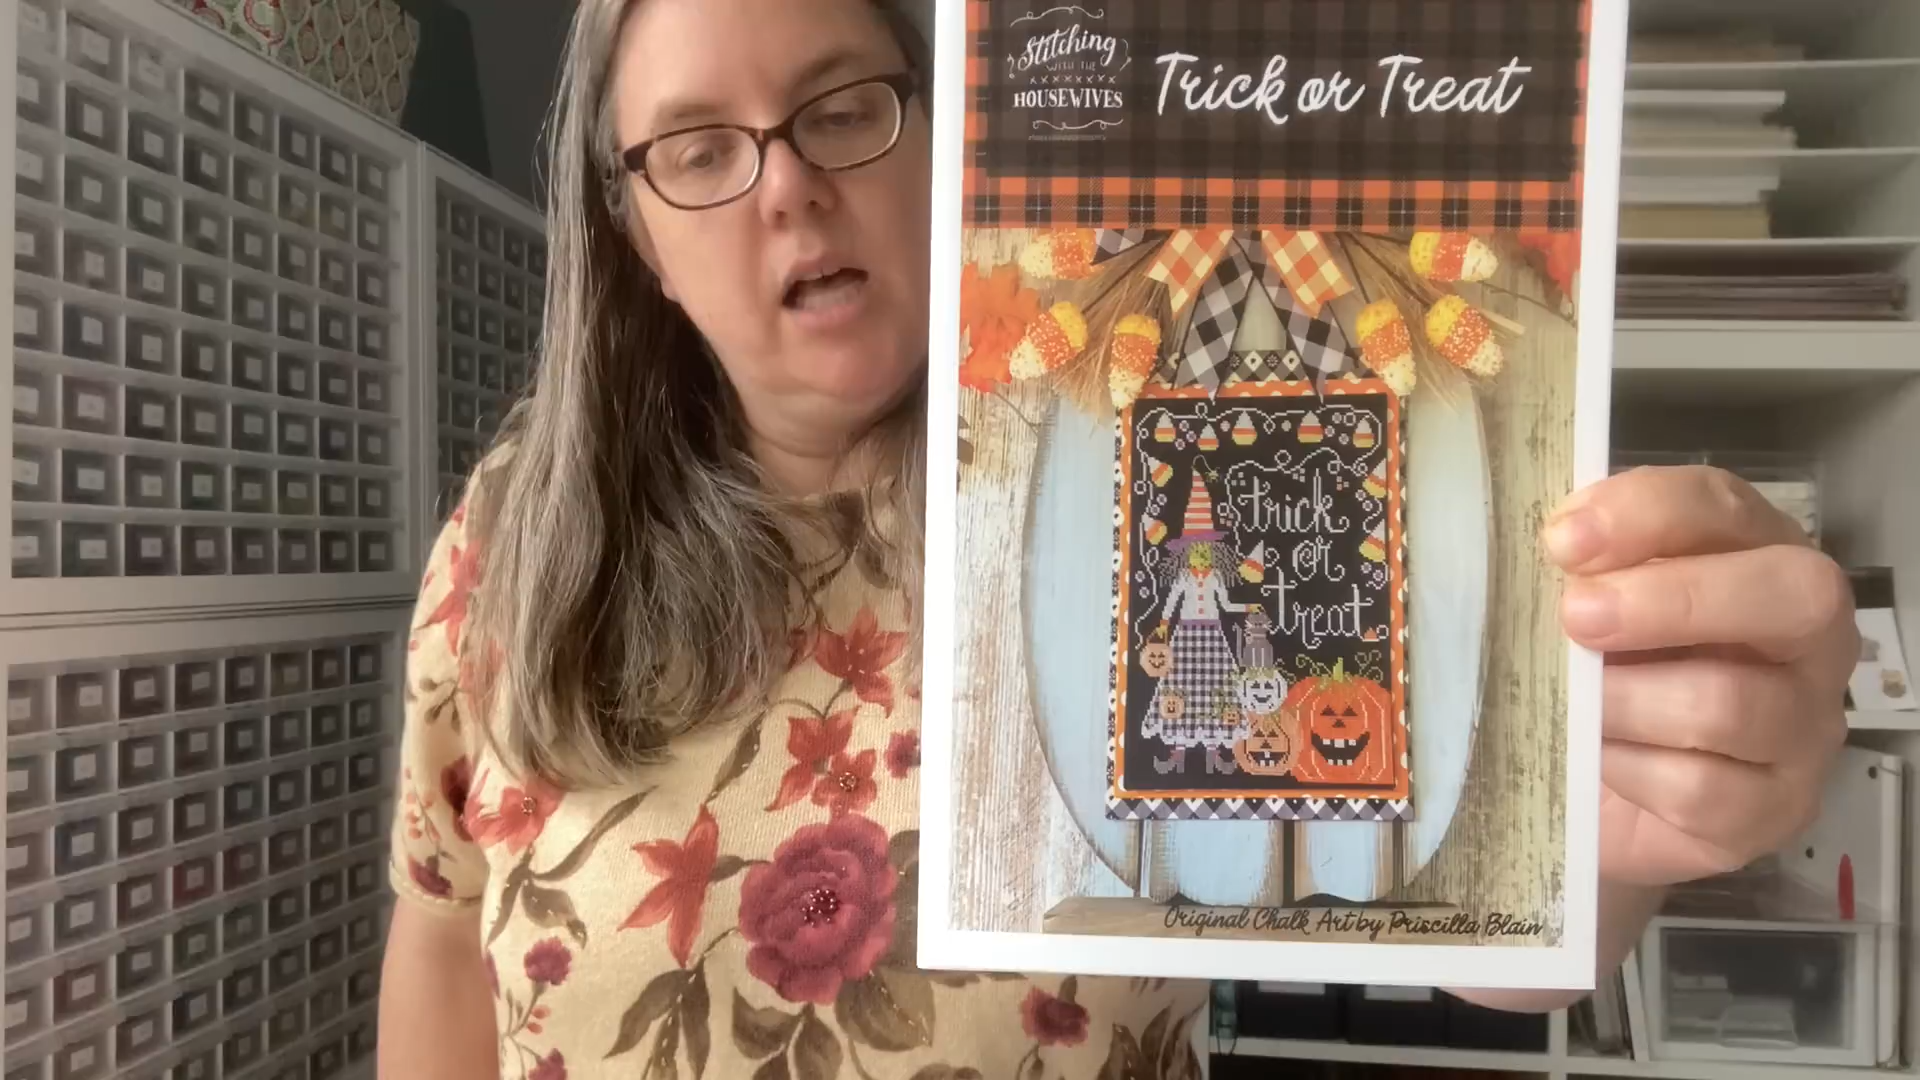 Stitching
WITH THE
HOUSEWIVES
Trick or Treat
trick
or
treat
Original Chalk Art by Priscilla Blain